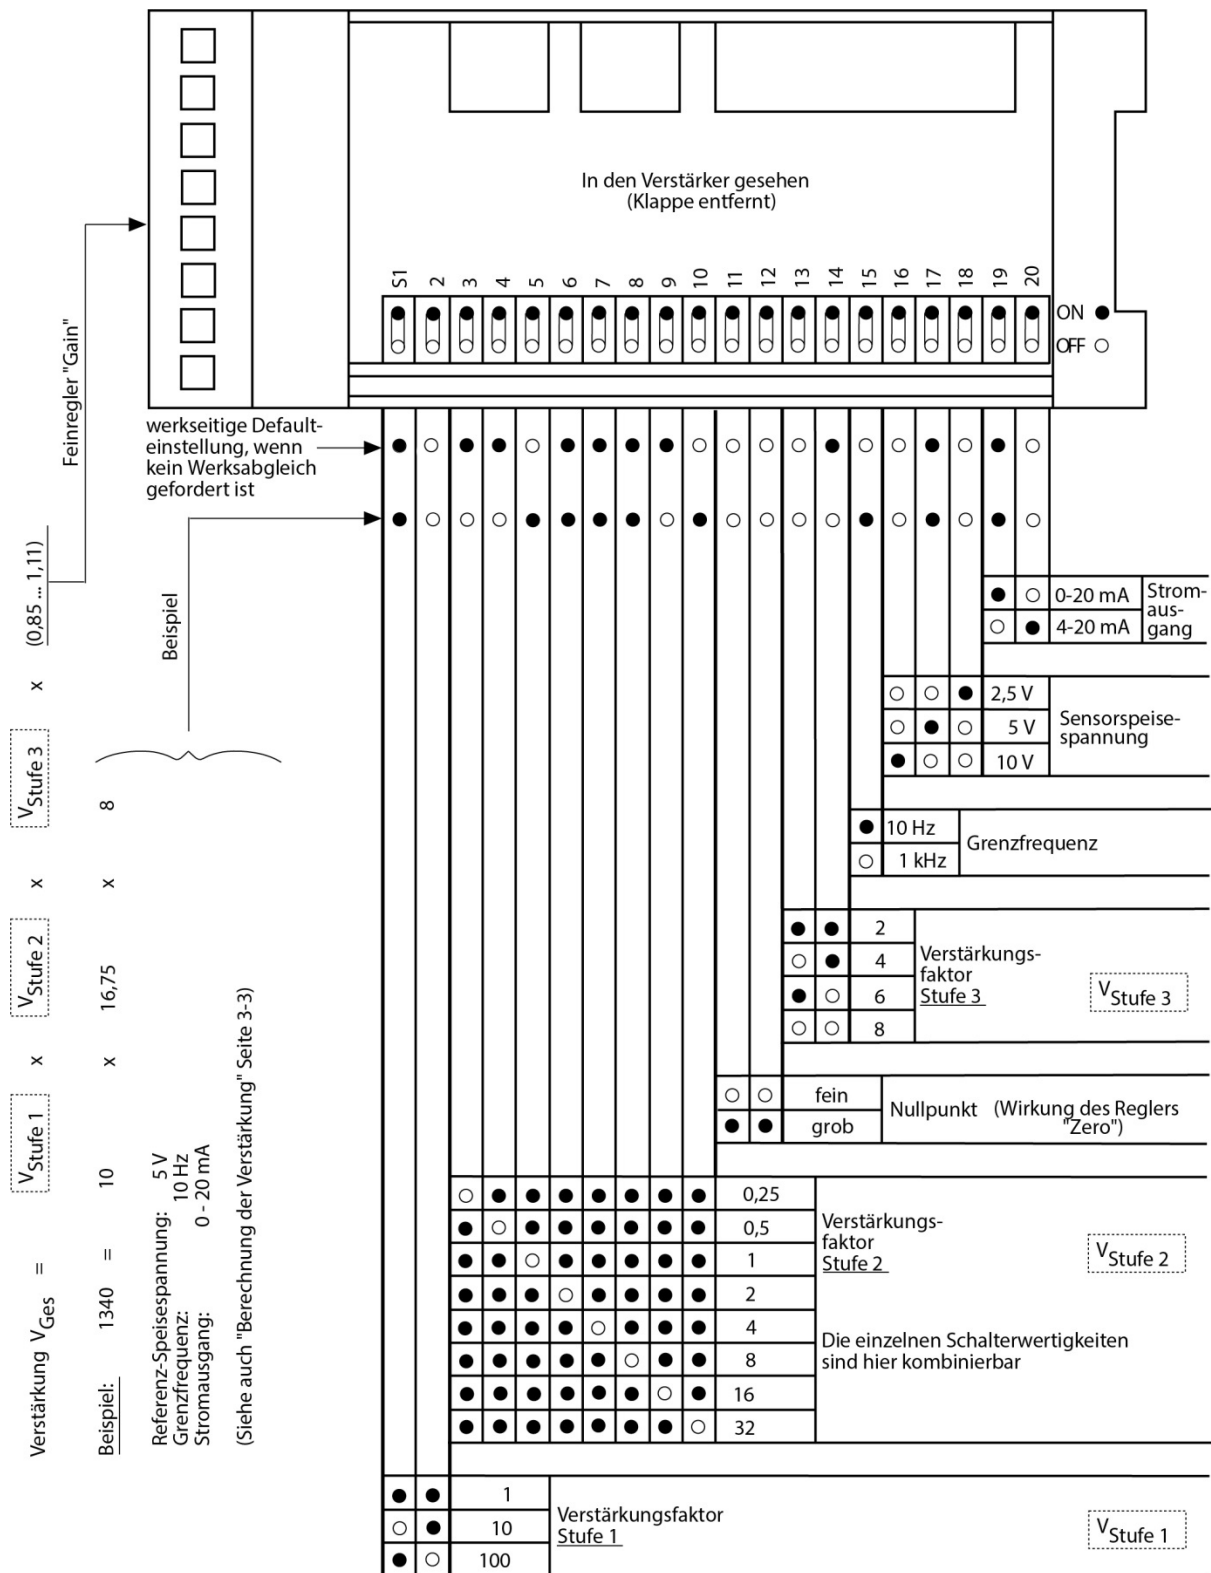 In den Verstärker gesehen
(Klappe entfernt)
S1 2 3 4 5 6 7 8 9 10 11 12 13 14 15 16 17 18 19 20
ON
OFF
Feinregler "Gain"
werkseitige Default-
einstellung, wenn
kein Werksabgleich
gefordert ist
Beispiel
0-20 mA
4-20 mA
Strom-
aus-
gang
2,5 V
5 V
10 V
Sensorspeise-
spannung
10 Hz
1 kHz
Grenzfrequenz
2
4
6
8
Verstärkungs-
faktor
Stufe 3
VStufe 3
fein
grob
Nullpunkt (Wirkung des Reglers
"Zero")
0,25
0,5
1
2
4
8
16
32
Verstärkungs-
faktor
Stufe 2
VStufe 2
Die einzelnen Schalterwertigkeiten
sind hier kombinierbar
1
10
100
Verstärkungsfaktor
Stufe 1
VStufe 1
Verstärkung VGes = VStufe 1 x VStufe 2 x VStufe 3 x (0,85 ... 1,11)
Beispiel: 1340 = 10 x 16,75 x 8
Referenz-Speisespannung: 5 V
Grenzfrequenz: 10 Hz
Stromausgang: 0 - 20 mA
(Siehe auch "Berechnung der Verstärkung" Seite 3-3)